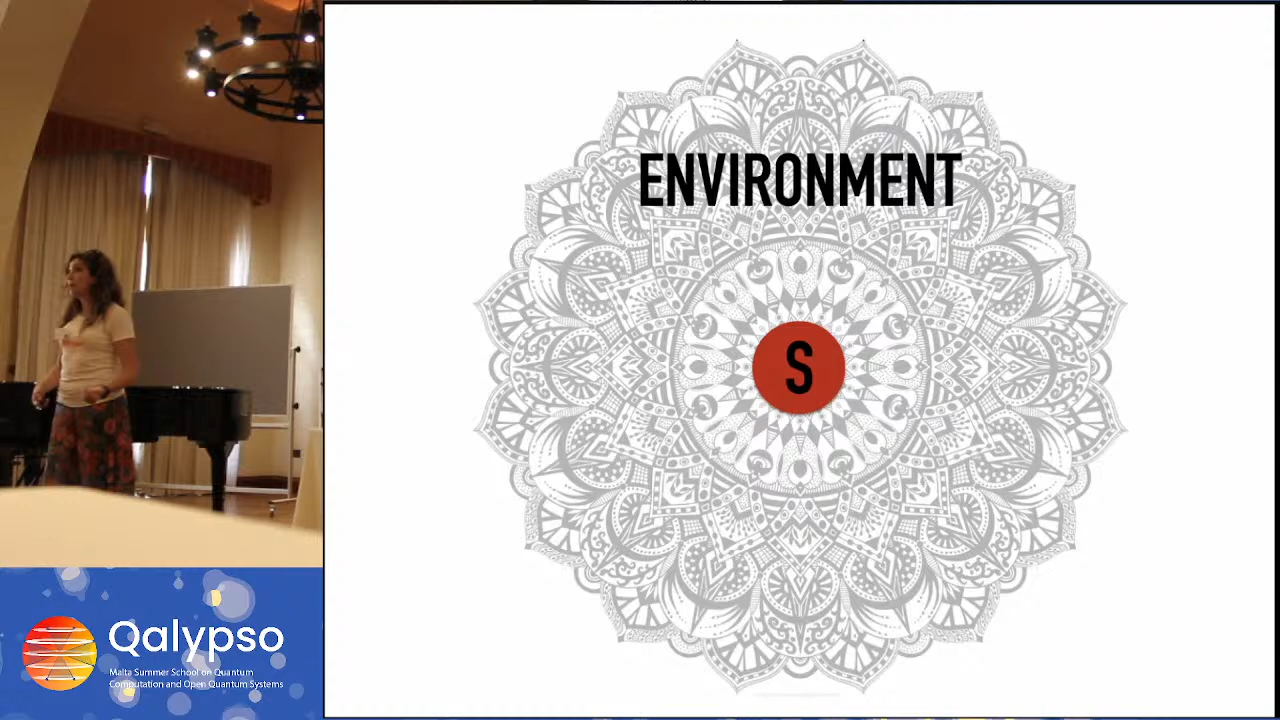 ENVIRONMENT
S
Qalypso
Malta Summer School on Quantum
Computation and Open Quantum Systems